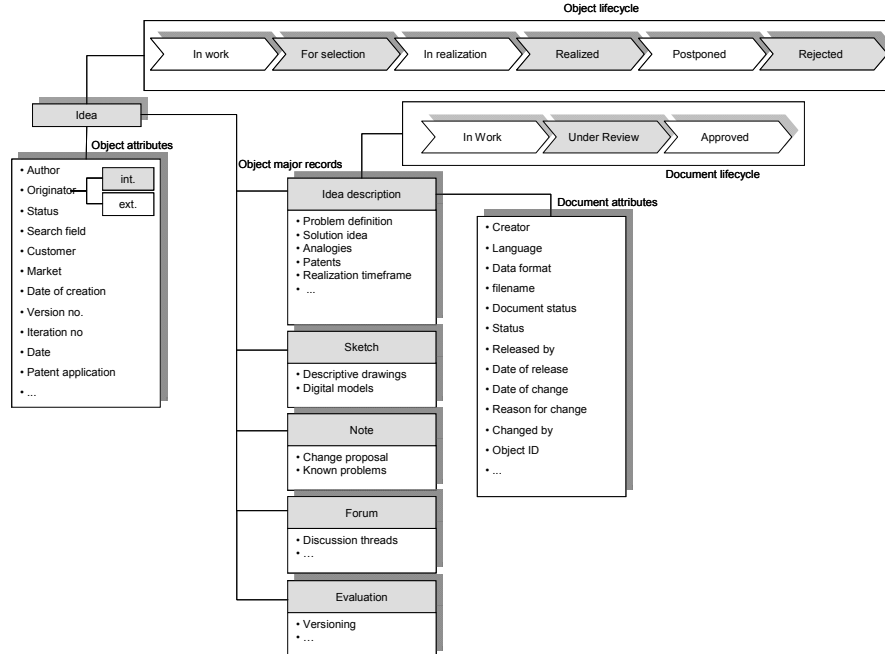 Object lifecycle
In work
For selection
In realization
Realized
Postponed
Rejected
Idea
In Work
Under Review
Approved
Document lifecycle
Object attributes
• Author
• Originator
int.
ext.
• Status
• Search field
• Customer
• Market
• Date of creation
• Version no.
• Iteration no
• Date
• Patent application
• ...
Object major records
Idea description
• Problem definition
• Solution idea
• Analogies
• Patents
• Realization timeframe
• ...
Document attributes
• Creator
• Language
• Data format
• filename
• Document status
• Status
• Released by
• Date of release
• Date of change
• Reason for change
• Changed by
• Object ID
• ...
Sketch
• Descriptive drawings
• Digital models
Note
• Change proposal
• Known problems
Forum
• Discussion threads
• ...
Evaluation
• Versioning
• ...